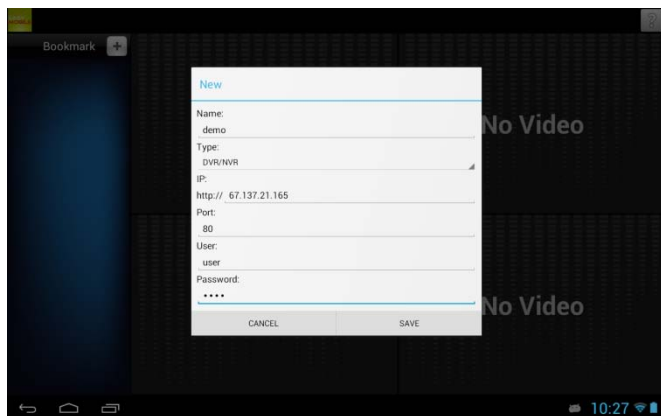 Bookmark +
New
Name:
demo
Type:
DVR/NVR
IP:
http:// 67.137.21.165
Port:
80
User:
user
Password:
••••
CANCEL SAVE
No Video
No Video
10:27
?